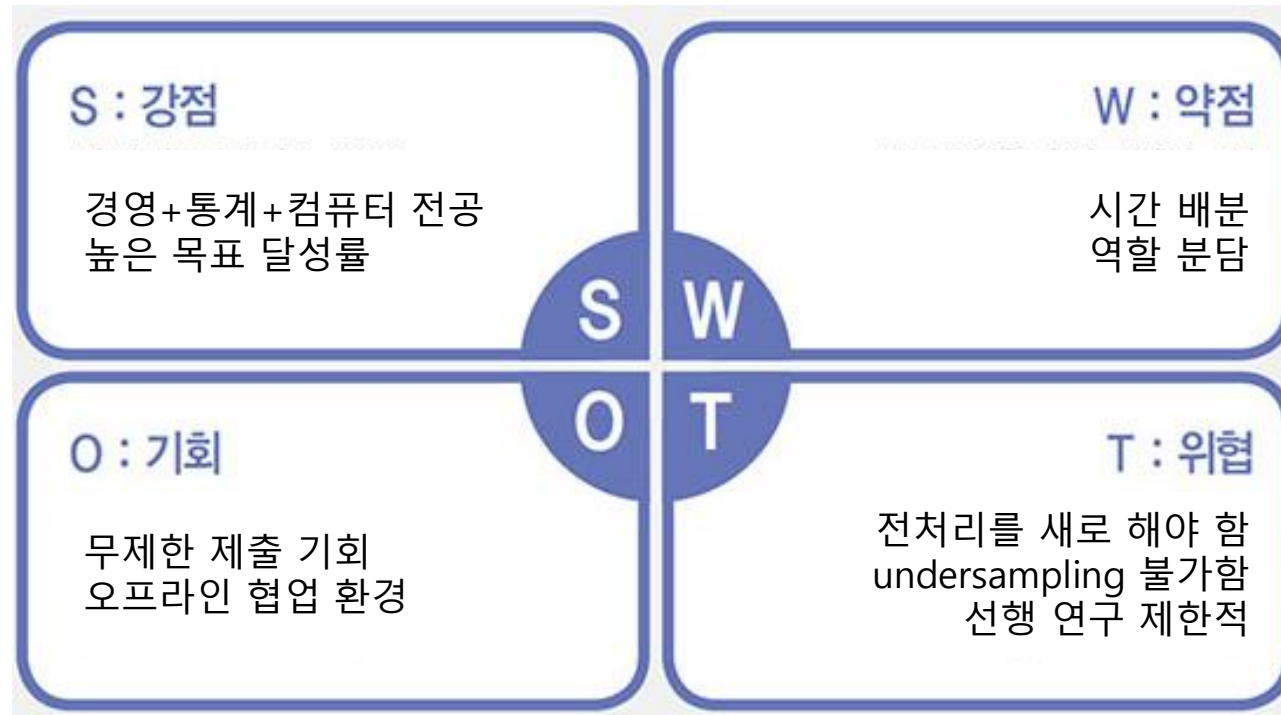 S : 강점
경영+통계+컴퓨터 전공
높은 목표 달성률
W : 약점
시간 배분
역할 분담
S
W
O
T
O : 기회
무제한 제출 기회
오프라인 협업 환경
T : 위협
전처리를 새로 해야 함
undersampling 불가함
선행 연구 제한적